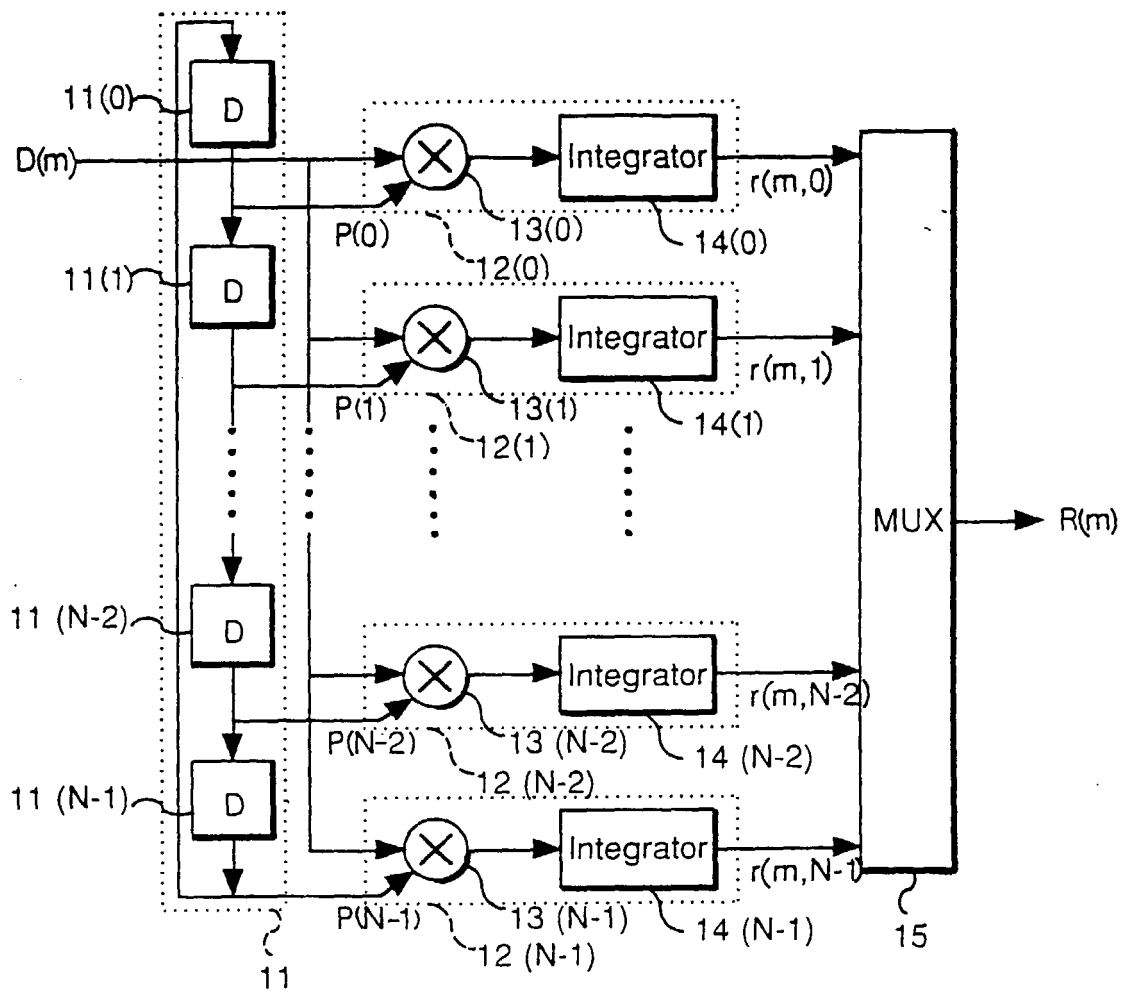 11(0)
D
D(m)
Integrator
r(m,0)
P(0)
13(0)
14(0)
12(0)
11(1)
D
Integrator
r(m,1)
P(1)
13(1)
14(1)
12(1)
MUX
R(m)
11 (N-2)
D
Integrator
r(m,N-2)
P(N-2)
13 (N-2)
14 (N-2)
12 (N-2)
11 (N-1)
D
Integrator
r(m,N-1)
P(N-1)
13 (N-1)
14 (N-1)
12 (N-1)
15
11